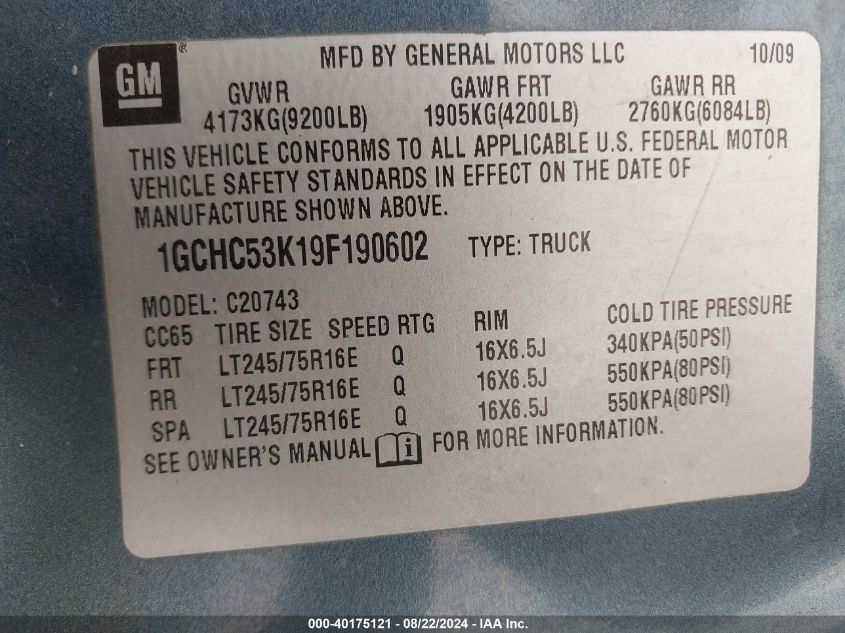 GM® MFD BY GENERAL MOTORS LLC 10/09
GVWR GAWR FRT GAWR RR
4173KG(9200LB) 1905KG(4200LB) 2760KG(6084LB)
THIS VEHICLE CONFORMS TO ALL APPLICABLE U.S. FEDERAL MOTOR
VEHICLE SAFETY STANDARDS IN EFFECT ON THE DATE OF
MANUFACTURE SHOWN ABOVE.
1GCHC53K19F190602 TYPE: TRUCK
MODEL: C20743
CC65 TIRE SIZE SPEED RTG RIM COLD TIRE PRESSURE
FRT LT245/75R16E Q 16X6.5J 340KPA(50PSI)
RR LT245/75R16E Q 16X6.5J 550KPA(80PSI)
SPA LT245/75R16E Q 16X6.5J 550KPA(80PSI)
SEE OWNER'S MANUAL i FOR MORE INFORMATION.
000-40175121 - 08/22/2024 - IAA Inc.